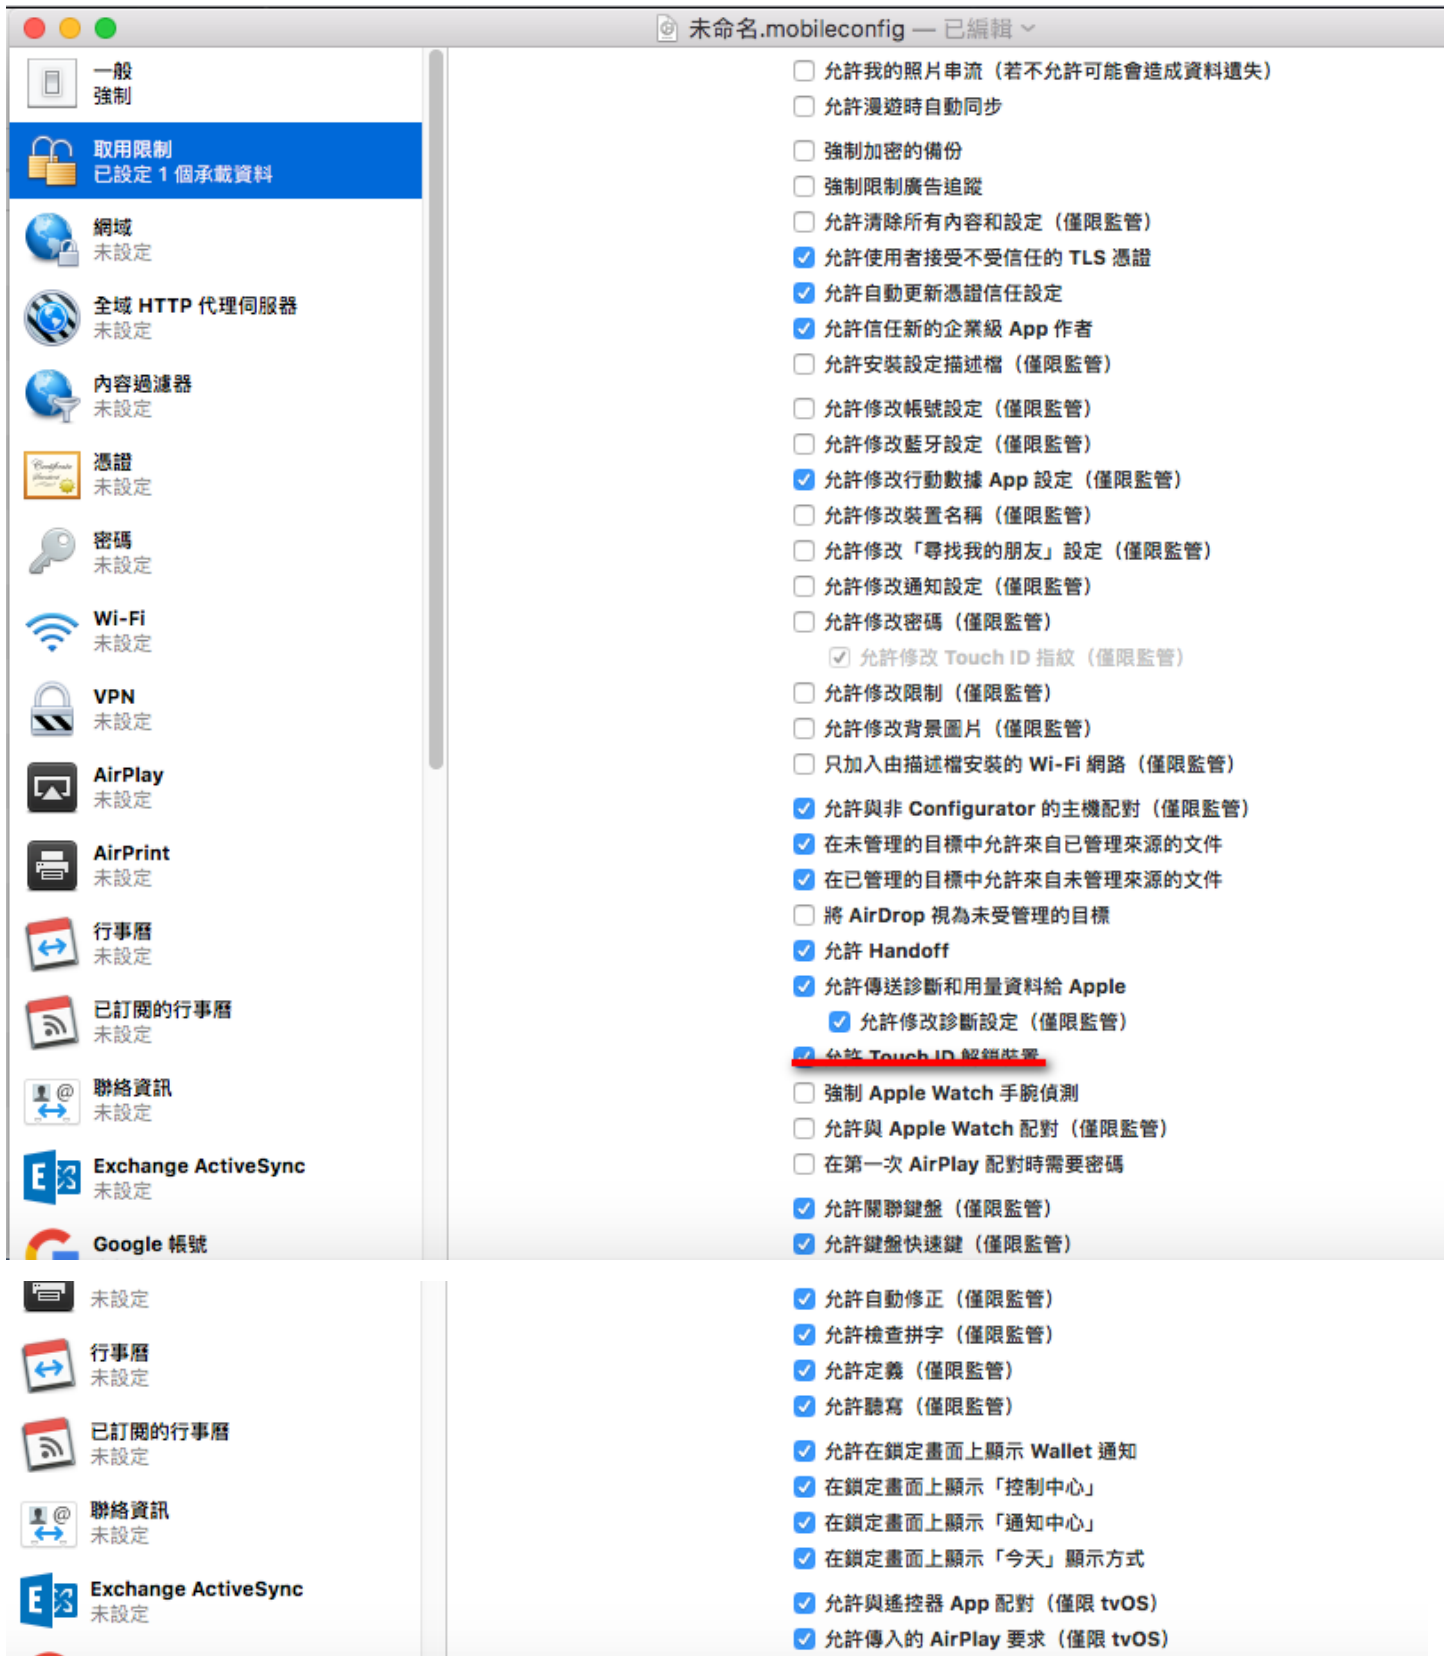 未命名.mobileconfig — 已編輯
一般
強制
取用限制
已設定 1 個承載資料
網域
未設定
全域 HTTP 代理伺服器
未設定
內容過濾器
未設定
憑證
未設定
密碼
未設定
Wi-Fi
未設定
VPN
未設定
AirPlay
未設定
AirPrint
未設定
行事曆
未設定
已訂閱的行事曆
未設定
聯絡資訊
未設定
Exchange ActiveSync
未設定
Google 帳號
允許我的照片串流（若不允許可能會造成資料遺失）
允許漫遊時自動同步
強制加密的備份
強制限制廣告追蹤
允許清除所有內容和設定（僅限監管）
允許使用者接受不受信任的 TLS 憑證
允許自動更新憑證信任設定
允許信任新的企業級 App 作者
允許安裝設定描述檔（僅限監管）
允許修改帳號設定（僅限監管）
允許修改藍牙設定（僅限監管）
允許修改行動數據 App 設定（僅限監管）
允許修改裝置名稱（僅限監管）
允許修改「尋找我的朋友」設定（僅限監管）
允許修改通知設定（僅限監管）
允許修改密碼（僅限監管）
允許修改 Touch ID 指紋（僅限監管）
允許修改限制（僅限監管）
允許修改背景圖片（僅限監管）
只加入由描述檔安裝的 Wi-Fi 網路（僅限監管）
允許與非 Configurator 的主機配對（僅限監管）
在未管理的目標中允許來自已管理來源的文件
在已管理的目標中允許來自未管理來源的文件
將 AirDrop 視為未受管理的目標
允許 Handoff
允許傳送診斷和用量資料給 Apple
允許修改診斷設定（僅限監管）
允許 Touch ID 解鎖裝置
強制 Apple Watch 手腕偵測
允許與 Apple Watch 配對（僅限監管）
在第一次 AirPlay 配對時需要密碼
允許關聯鍵盤（僅限監管）
允許鍵盤快速鍵（僅限監管）
未設定
行事曆
未設定
已訂閱的行事曆
未設定
聯絡資訊
未設定
Exchange ActiveSync
未設定
允許自動修正（僅限監管）
允許檢查拼字（僅限監管）
允許定義（僅限監管）
允許聽寫（僅限監管）
允許在鎖定畫面上顯示 Wallet 通知
在鎖定畫面上顯示「控制中心」
在鎖定畫面上顯示「通知中心」
在鎖定畫面上顯示「今天」顯示方式
允許與遙控器 App 配對（僅限 tvOS）
允許傳入的 AirPlay 要求（僅限 tvOS）